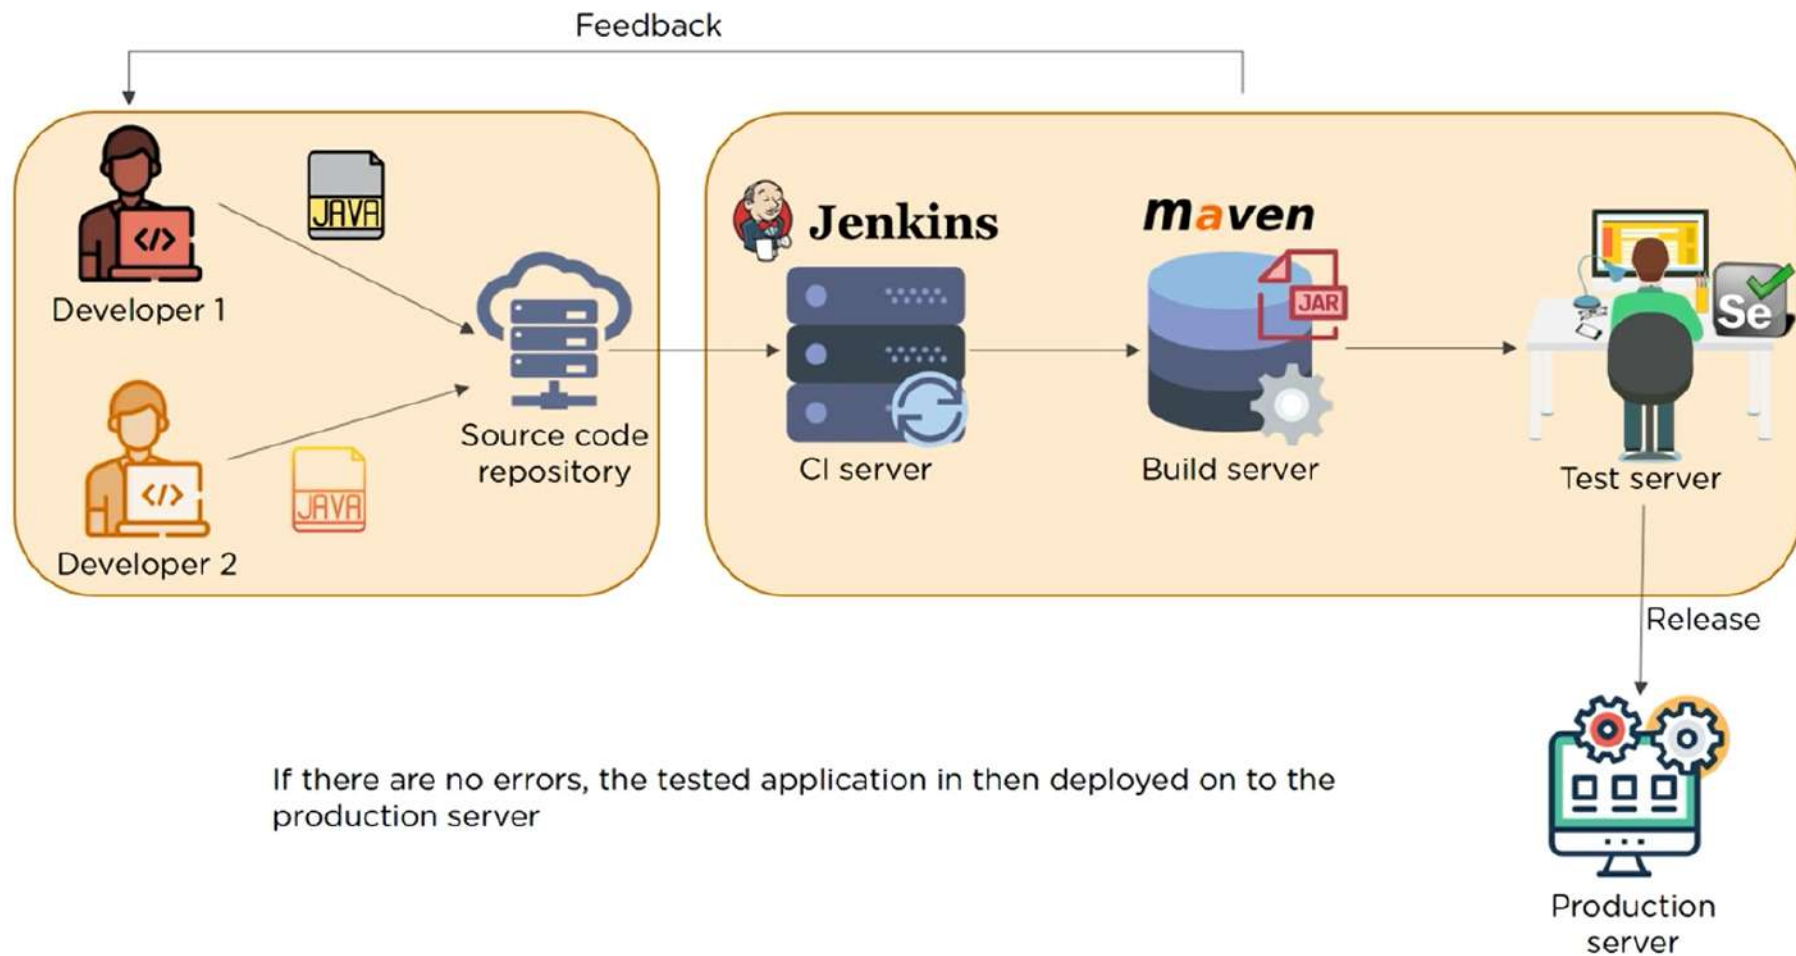 Feedback
JAVA
Developer 1
JAVA
Developer 2
Source code
repository
Jenkins
CI server
maven
JAR
Build server
Se
Test server
Release
If there are no errors, the tested application in then deployed on to the
production server
Production
server